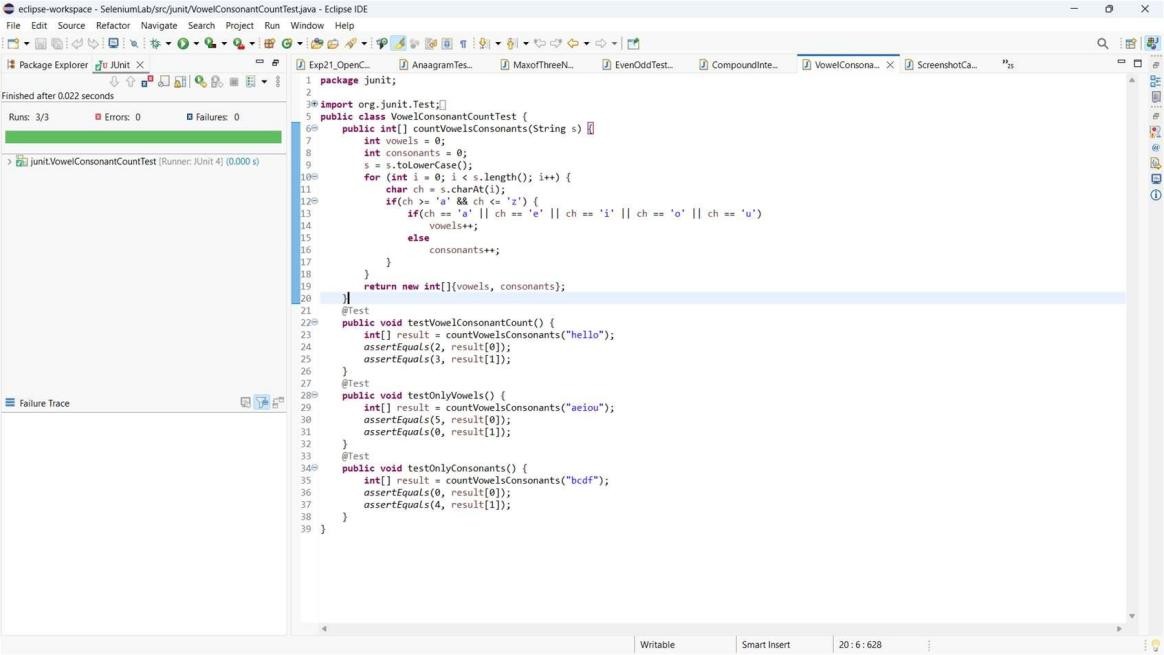 eclipse-workspace - SeleniumLab/src/junit/VowelConsonantCountTest.java - Eclipse IDE
File Edit Source Refactor Navigate Search Project Run Window Help
Package Explorer JUnit
Finished after 0.022 seconds
Runs: 3/3 Errors: 0 Failures: 0
junit.VowelConsonantCountTest [Runner: JUnit 4] (0.000 s)
Failure Trace
Exp21_OpenC... AnaagramTes... MaxofThreeN... EvenOddTest... CompoundInte... VowelConsona... ScreenshotCa... »25
1 package junit;
2
3 import org.junit.Test;
5 public class VowelConsonantCountTest {
6 public int[] countVowelsConsonants(String s) {
7 int vowels = 0;
8 int consonants = 0;
9 s = s.toLowerCase();
10 for (int i = 0; i < s.length(); i++) {
11 char ch = s.charAt(i);
12 if(ch >= 'a' && ch <= 'z') {
13 if(ch == 'a' || ch == 'e' || ch == 'i' || ch == 'o' || ch == 'u')
14 vowels++;
15 else
16 consonants++;
17 }
18 }
19 return new int[]{vowels, consonants};
20 }
21 @Test
22 public void testVowelConsonantCount() {
23 int[] result = countVowelsConsonants("hello");
24 assertEquals(2, result[0]);
25 assertEquals(3, result[1]);
26 }
27 @Test
28 public void testOnlyVowels() {
29 int[] result = countVowelsConsonants("aeiou");
30 assertEquals(5, result[0]);
31 assertEquals(0, result[1]);
32 }
33 @Test
34 public void testOnlyConsonants() {
35 int[] result = countVowelsConsonants("bcdf");
36 assertEquals(0, result[0]);
37 assertEquals(4, result[1]);
38 }
39 }
Writable Smart Insert 20 : 6 : 628